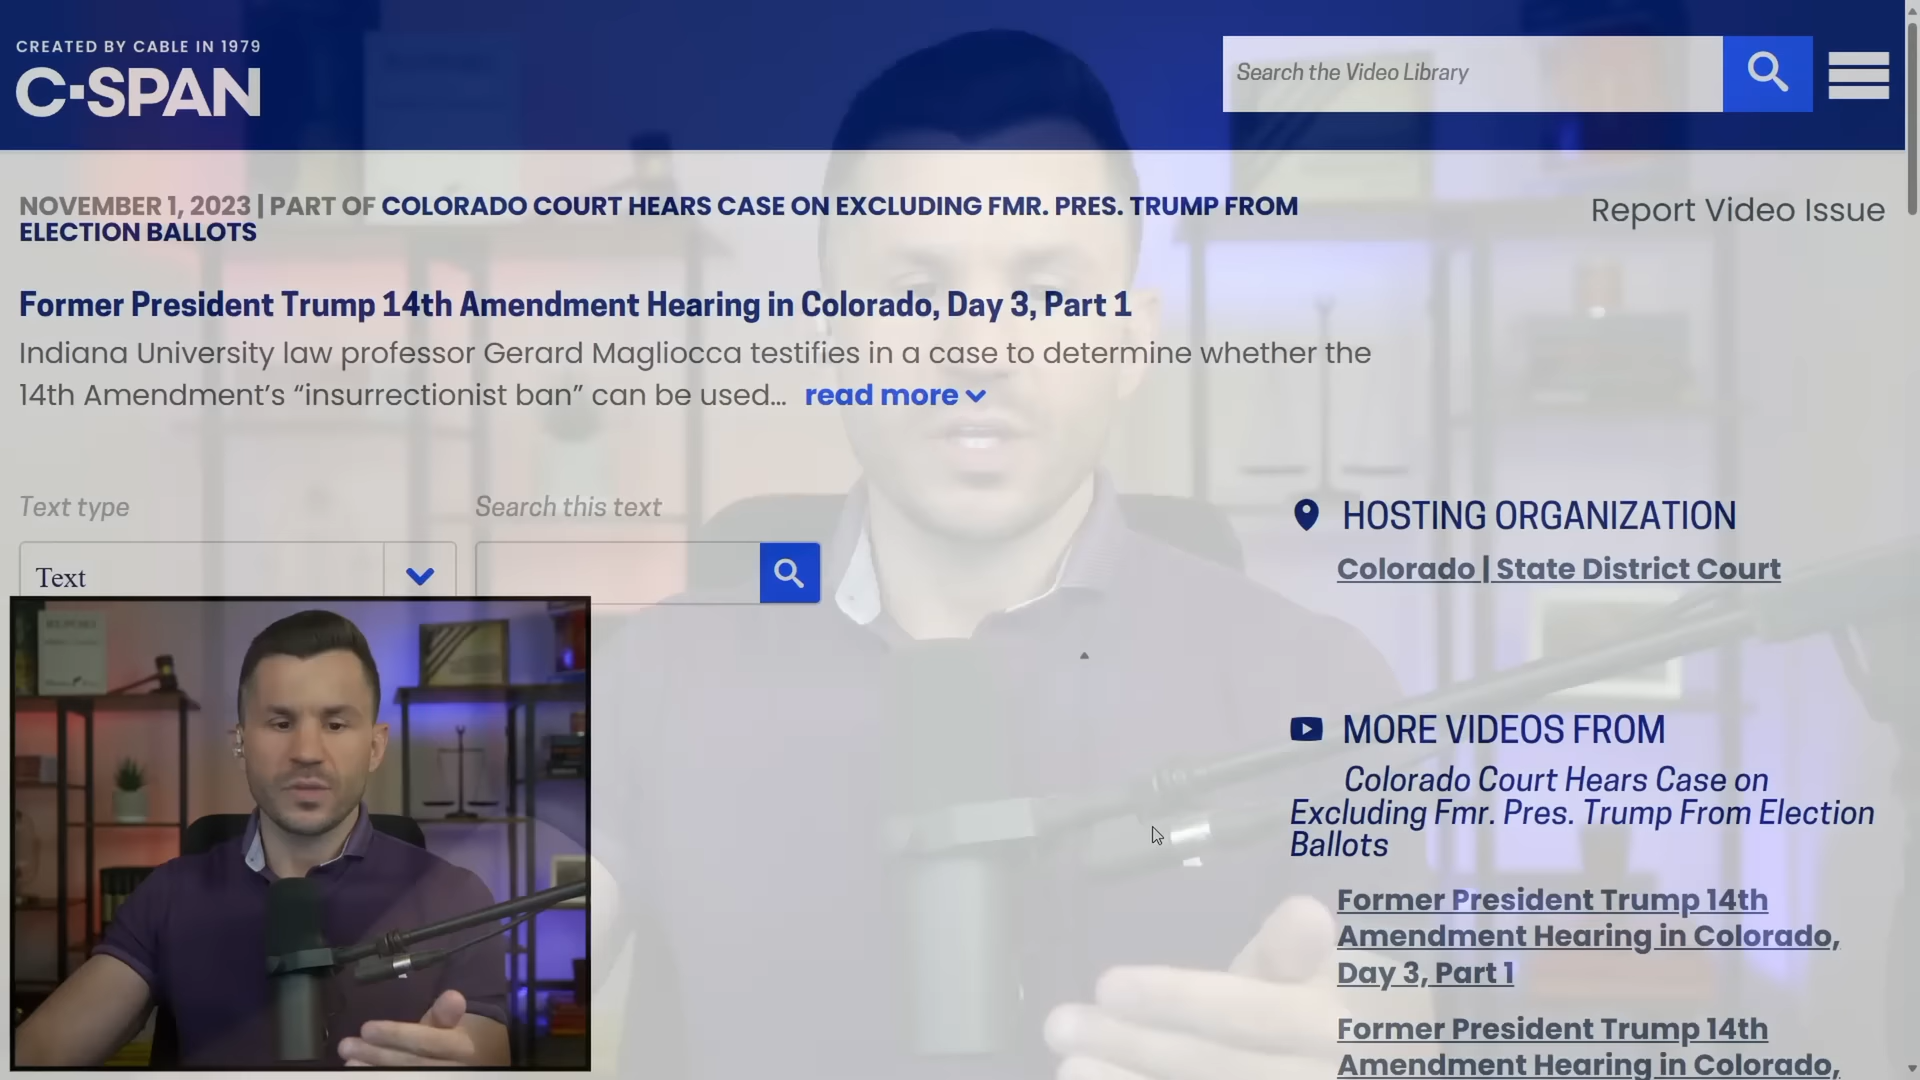 CREATED BY CABLE IN 1979
C-SPAN
Search the Video Library
NOVEMBER 1, 2023 | PART OF COLORADO COURT HEARS CASE ON EXCLUDING FMR. PRES. TRUMP FROM
ELECTION BALLOTS
Report Video Issue
Former President Trump 14th Amendment Hearing in Colorado, Day 3, Part 1
Indiana University law professor Gerard Magliocca testifies in a case to determine whether the
14th Amendment’s “insurrectionist ban” can be used... read more
Text type
Search this text
Text
HOSTING ORGANIZATION
Colorado | State District Court
MORE VIDEOS FROM
Colorado Court Hears Case on
Excluding Fmr. Pres. Trump From Election
Ballots
Former President Trump 14th
Amendment Hearing in Colorado,
Day 3, Part 1
Former President Trump 14th
Amendment Hearing in Colorado,